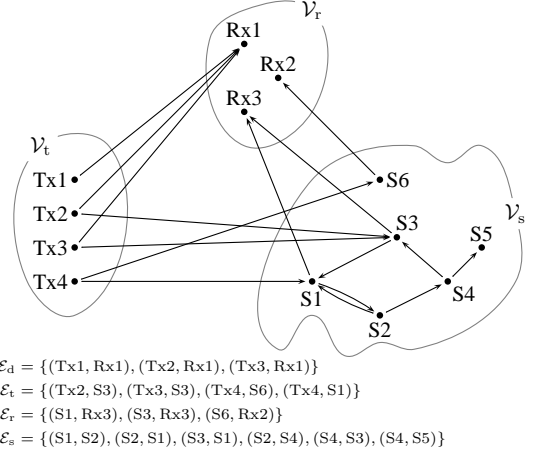 𝒱r
Rx1
Rx2
Rx3
𝒱t
Tx1
Tx2
Tx3
Tx4
S6
𝒱s
S3
S5
S1
S4
S2
ℰd = {(Tx1, Rx1), (Tx2, Rx1), (Tx3, Rx1)}
ℰt = {(Tx2, S3), (Tx3, S3), (Tx4, S6), (Tx4, S1)}
ℰr = {(S1, Rx3), (S3, Rx3), (S6, Rx2)}
ℰs = {(S1, S2), (S2, S1), (S3, S1), (S2, S4), (S4, S3), (S4, S5)}